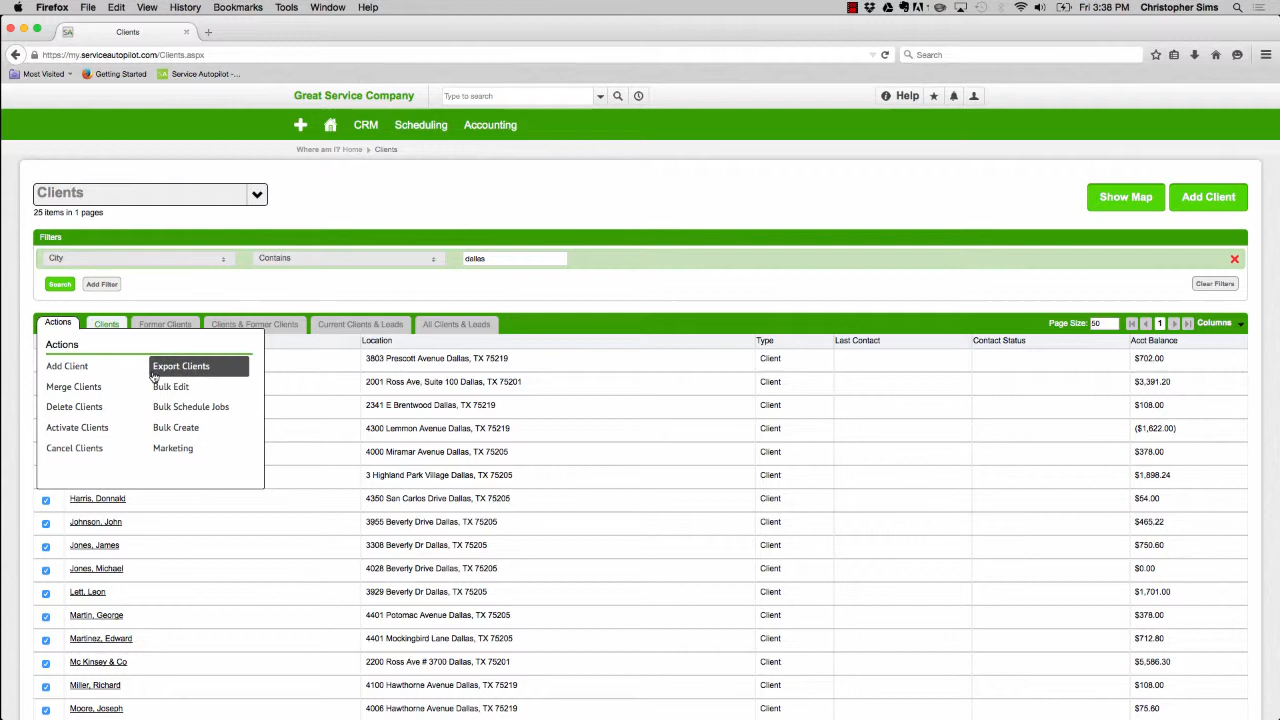 Firefox File Edit View History Bookmarks Tools Window Help Fri 3:38 PM Christopher Sims
SA Clients × +
https://my.serviceautopilot.com/Clients.aspx Search
Most Visited Getting Started SA Service Autopilot -...
Great Service Company Type to search Help
CRM Scheduling Accounting
Where am I? Home Clients
Clients Show Map Add Client
25 items in 1 pages
Filters
City Contains dallas
Search Add Filter Clear Filters
Actions Clients Former Clients Clients & Former Clients Current Clients & Leads All Clients & Leads Page Size: 50 1 Columns
Location Type Last Contact Contact Status Acct Balance
Actions
Add Client Export Clients
Merge Clients Bulk Edit
Delete Clients Bulk Schedule Jobs
Activate Clients Bulk Create
Cancel Clients Marketing
3803 Prescott Avenue Dallas, TX 75219 Client $702.00
2001 Ross Ave, Suite 100 Dallas, TX 75201 Client $3,391.20
2341 E Brentwood Dallas, TX 75219 Client $108.00
4300 Lemmon Avenue Dallas, TX 75219 Client ($1,622.00)
4000 Miramar Avenue Dallas, TX 75205 Client $378.00
3 Highland Park Village Dallas, TX 75205 Client $1,898.24
Harris, Donnald 4350 San Carlos Drive Dallas, TX 75205 Client $54.00
Johnson, John 3955 Beverly Drive Dallas, TX 75205 Client $465.22
Jones, James 3308 Beverly Dr Dallas, TX 75205 Client $750.60
Jones, Michael 4028 Beverly Drive Dallas, TX 75205 Client $0.00
Lett, Leon 3929 Beverly Dr Dallas, TX 75205 Client $1,701.00
Martin, George 4401 Potomac Avenue Dallas, TX 75205 Client $378.00
Martinez, Edward 4401 Mockingbird Lane Dallas, TX 75205 Client $712.80
Mc Kinsey & Co 2200 Ross Ave # 3700 Dallas, TX 75201 Client $5,586.30
Miller, Richard 4100 Hawthorne Avenue Dallas, TX 75219 Client $108.00
Moore, Joseph 4006 Hawthorne Avenue Dallas, TX 75219 Client $75.60